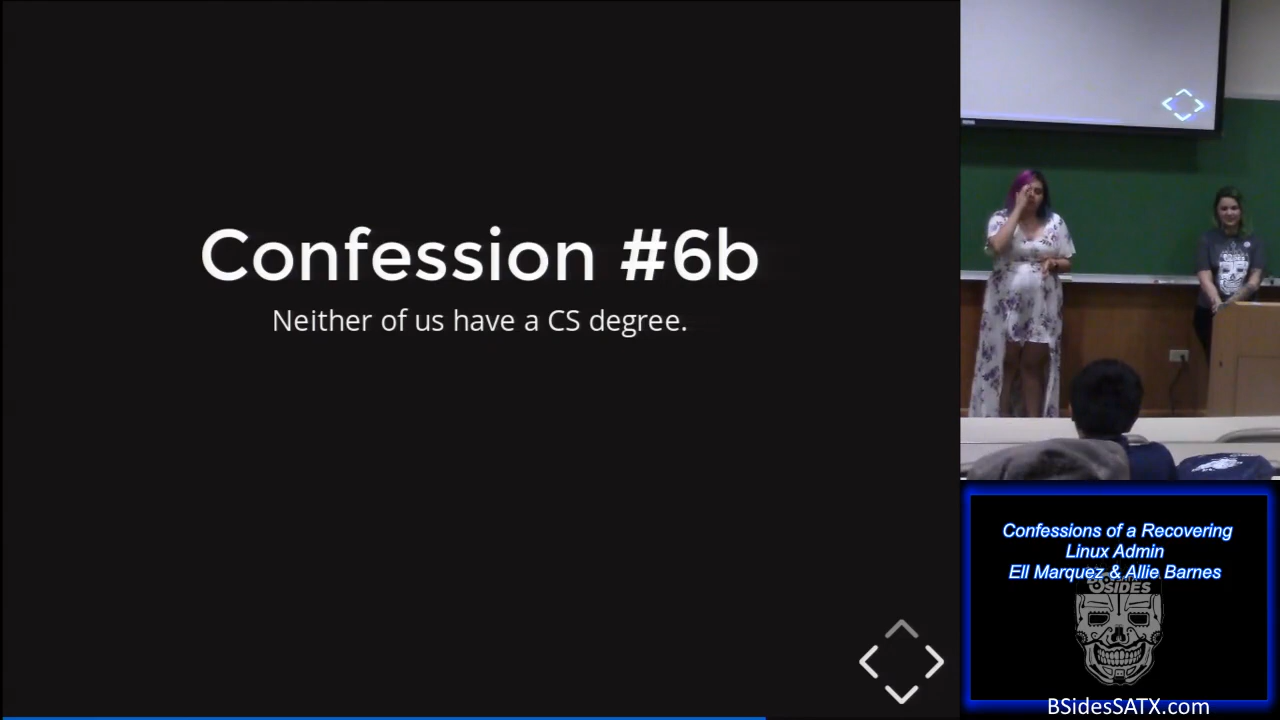 Confession #6b
Neither of us have a CS degree.
Confessions of a Recovering
Linux Admin
Ell Marquez & Allie Barnes
BSIDES
BSidesSATX.com